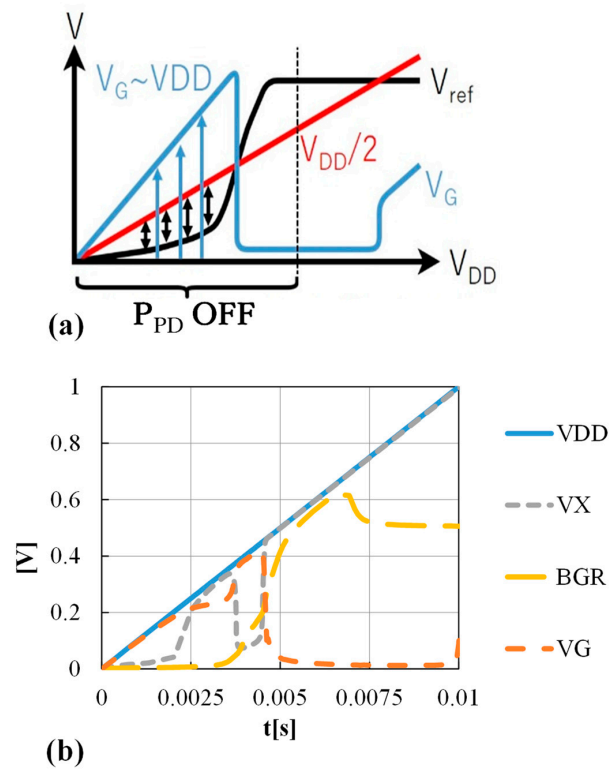 V
V_G~VDD
V_ref
V_DD/2
V_G
V_DD
P_PD OFF
(a)
1
0.8
0.6
0.4
0.2
0
[V]
0 0.0025 0.005 0.0075 0.01
t[s]
VDD
VX
BGR
VG
(b)